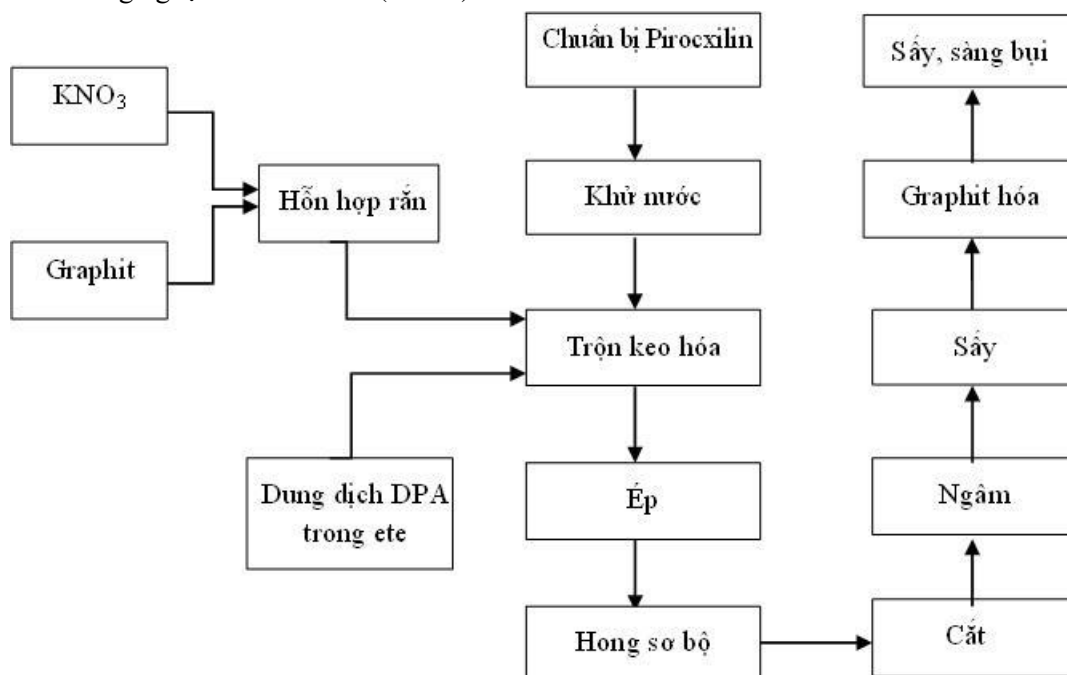 Chuẩn bị Pirocxilin
Sấy, sàng bụi
KNO₃
Hỗn hợp rắn
Khử nước
Graphit hóa
Graphit
Trộn keo hóa
Sấy
Dung dịch DPA
trong ete
Ép
Ngâm
Hong sơ bộ
Cắt